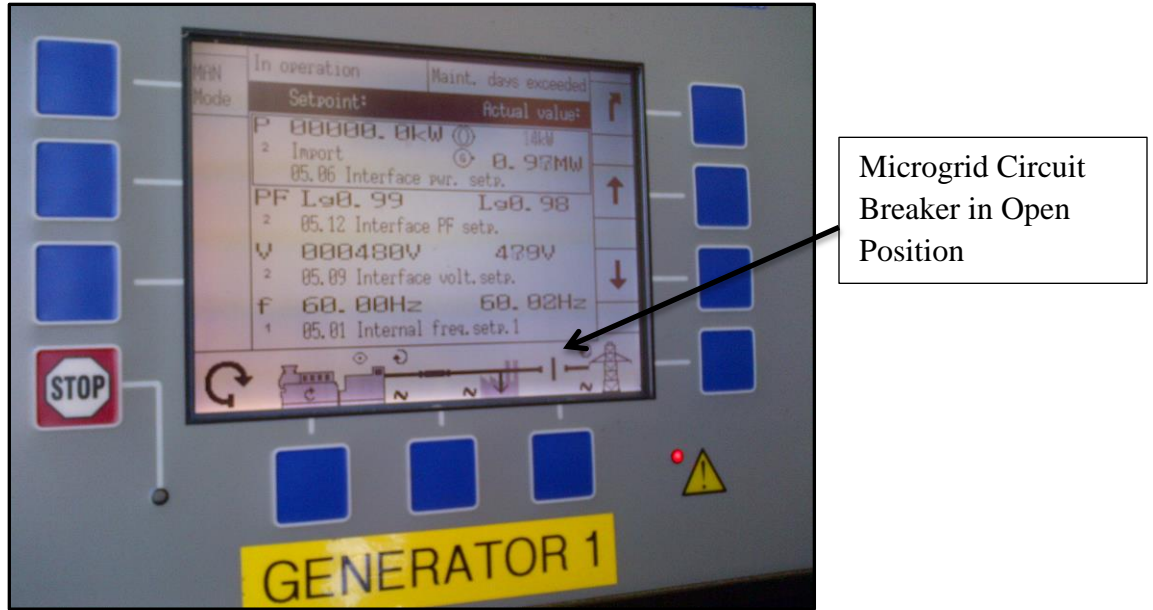 MAN Mode
In operation
Maint. days exceeded
Setpoint: Actual value:
P 00000.0kW 14kW
2 Import G 0.97MW
05.06 Interface pwr. setp.
PF Lg0.99 Lg0.98
2 05.12 Interface PF setp.
V 000480V 479V
2 05.09 Interface volt.setp.
f 60.00Hz 60.02Hz
1 05.01 Internal freq.setp.1
STOP
GENERATOR 1
Microgrid Circuit
Breaker in Open
Position